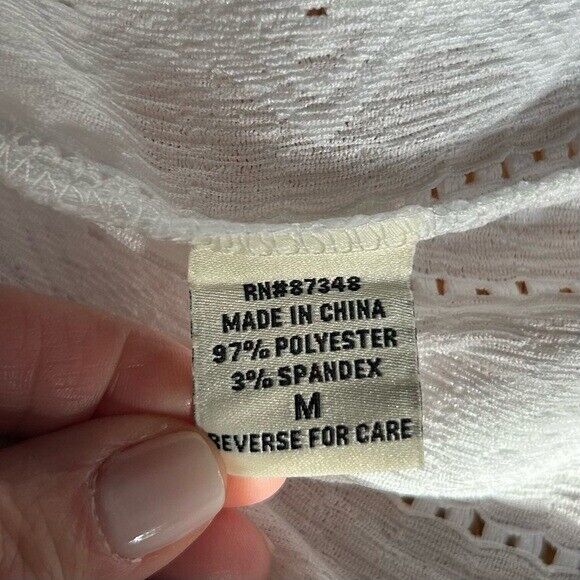 RN#87348
MADE IN CHINA
97% POLYESTER
3% SPANDEX
M
REVERSE FOR CARE